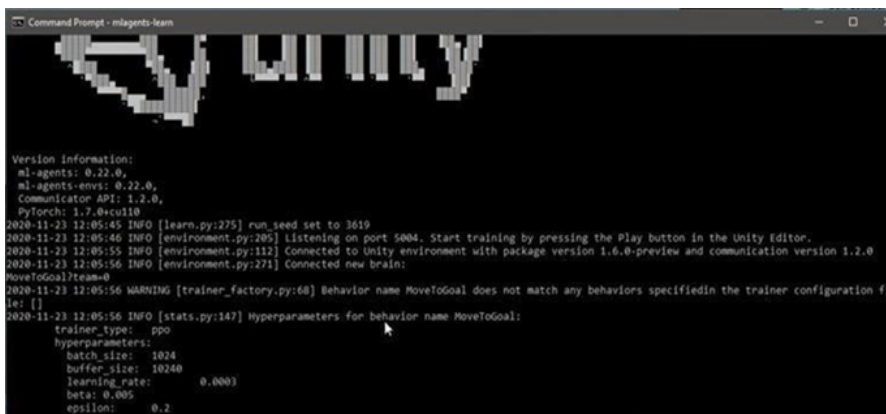 Command Prompt - mlagents-learn
unity
Version information:
ml-agents: 0.22.0,
ml-agents-envs: 0.22.0,
Communicator API: 1.2.0,
PyTorch: 1.7.0+cu110
2020-11-23 12:05:45 INFO [learn.py:275] run_seed set to 3619
2020-11-23 12:05:46 INFO [environment.py:205] Listening on port 5004. Start training by pressing the Play button in the Unity Editor.
2020-11-23 12:05:55 INFO [environment.py:112] Connected to Unity environment with package version 1.6.0-preview and communication version 1.2.0
2020-11-23 12:05:56 INFO [environment.py:271] Connected new brain:
MoveToGoal?team=0
2020-11-23 12:05:56 WARNING [trainer_factory.py:68] Behavior name MoveToGoal does not match any behaviors specifiedin the trainer configuration f
le: []
2020-11-23 12:05:56 INFO [stats.py:147] Hyperparameters for behavior name MoveToGoal:
trainer_type: ppo
hyperparameters:
batch_size: 1024
buffer_size: 10240
learning_rate: 0.0003
beta: 0.005
epsilon: 0.2